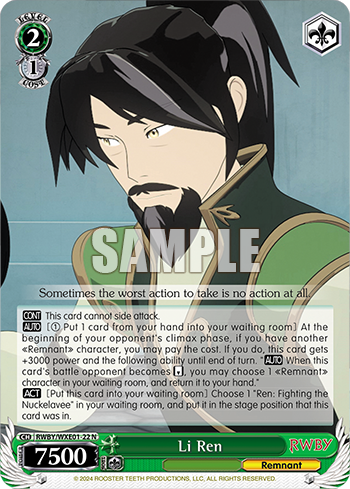 LEVEL
2
1
COST
SAMPLE
Sometimes the worst action to take is no action at all.
CONT This card cannot side attack.
AUTO [① Put 1 card from your hand into your waiting room] At the
beginning of your opponent's climax phase, if you have another
«Remnant» character, you may pay the cost. If you do, this card gets
+3000 power and the following ability until end of turn. "AUTO When this
card's battle opponent becomes [ ], you may choose 1 «Remnant»
character in your waiting room, and return it to your hand."
ACT [Put this card into your waiting room] Choose 1 "Ren: Fighting the
Nuckelavee" in your waiting room, and put it in the stage position that this
card was in.
CH RWBY/WXE01-22 N
POWER
7500
Li Ren
RWBY
Remnant
©2024 ROOSTER TEETH PRODUCTIONS, LLC, ALL RIGHTS RESERVED.